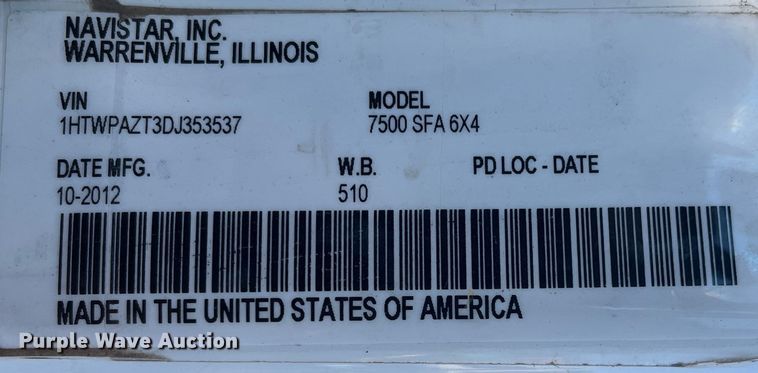 NAVISTAR, INC.
WARRENVILLE, ILLINOIS
VIN MODEL
1HTWPAZT3DJ353537 7500 SFA 6X4
DATE MFG. W.B. PD LOC - DATE
10-2012 510
MADE IN THE UNITED STATES OF AMERICA
Purple Wave Auction